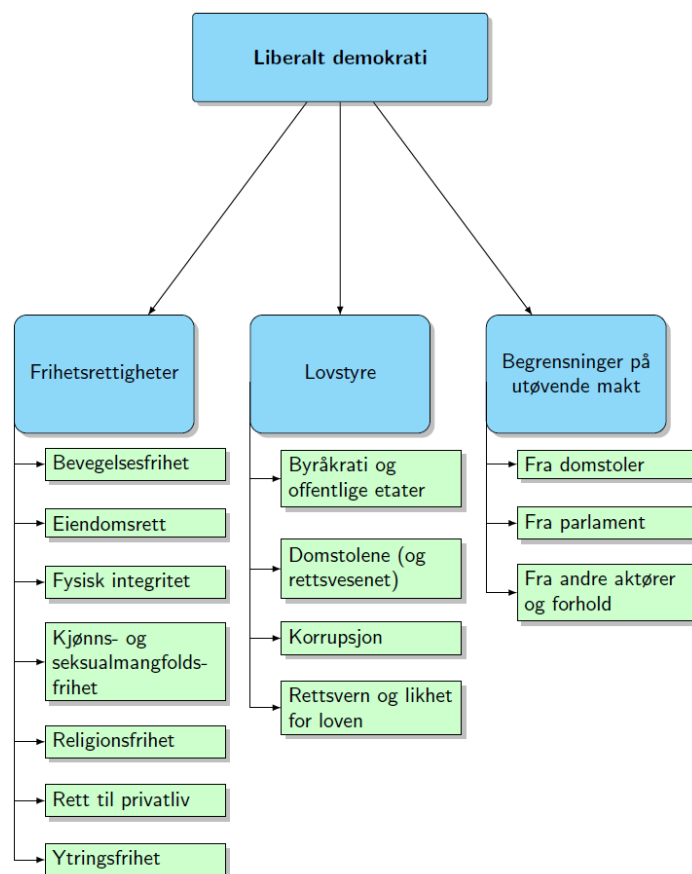 Liberalt demokrati
Frihetsrettigheter
Bevegelsesfrihet
Eiendomsrett
Fysisk integritet
Kjønns- og
seksualmangfolds-
frihet
Religionsfrihet
Rett til privatliv
Ytringsfrihet
Lovstyre
Byråkrati og
offentlige etater
Domstolene (og
rettsvesenet)
Korrupsjon
Rettsvern og likhet
for loven
Begrensninger på
utøvende makt
Fra domstoler
Fra parlament
Fra andre aktører
og forhold